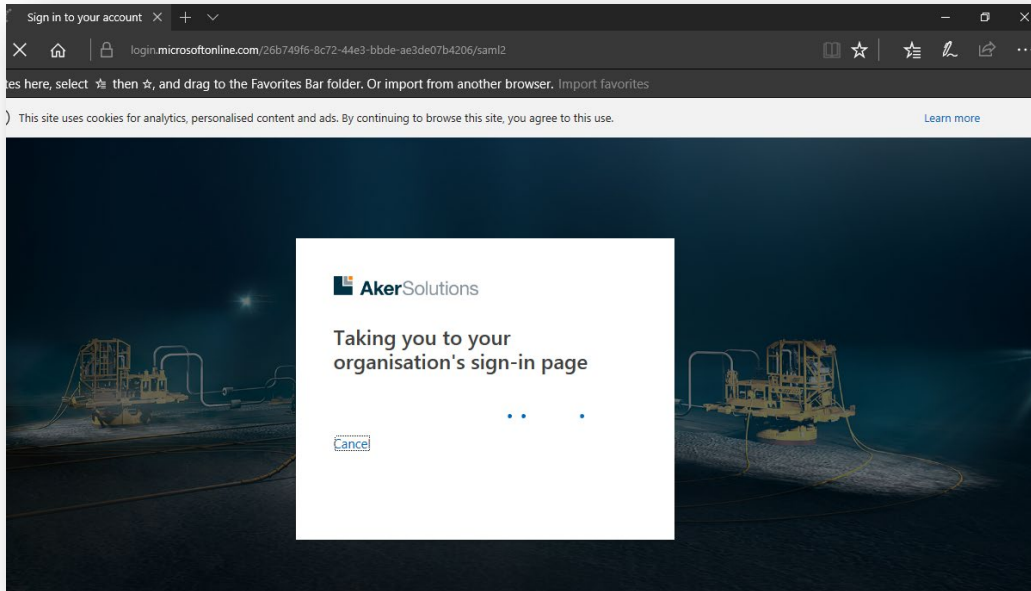 Sign in to your account
login.microsoftonline.com/26b749f6-8c72-44e3-bbde-ae3de07b4206/saml2
tes here, select then , and drag to the Favorites Bar folder. Or import from another browser. Import favorites
This site uses cookies for analytics, personalised content and ads. By continuing to browse this site, you agree to this use. Learn more
AkerSolutions
Taking you to your
organisation's sign-in page
Cancel